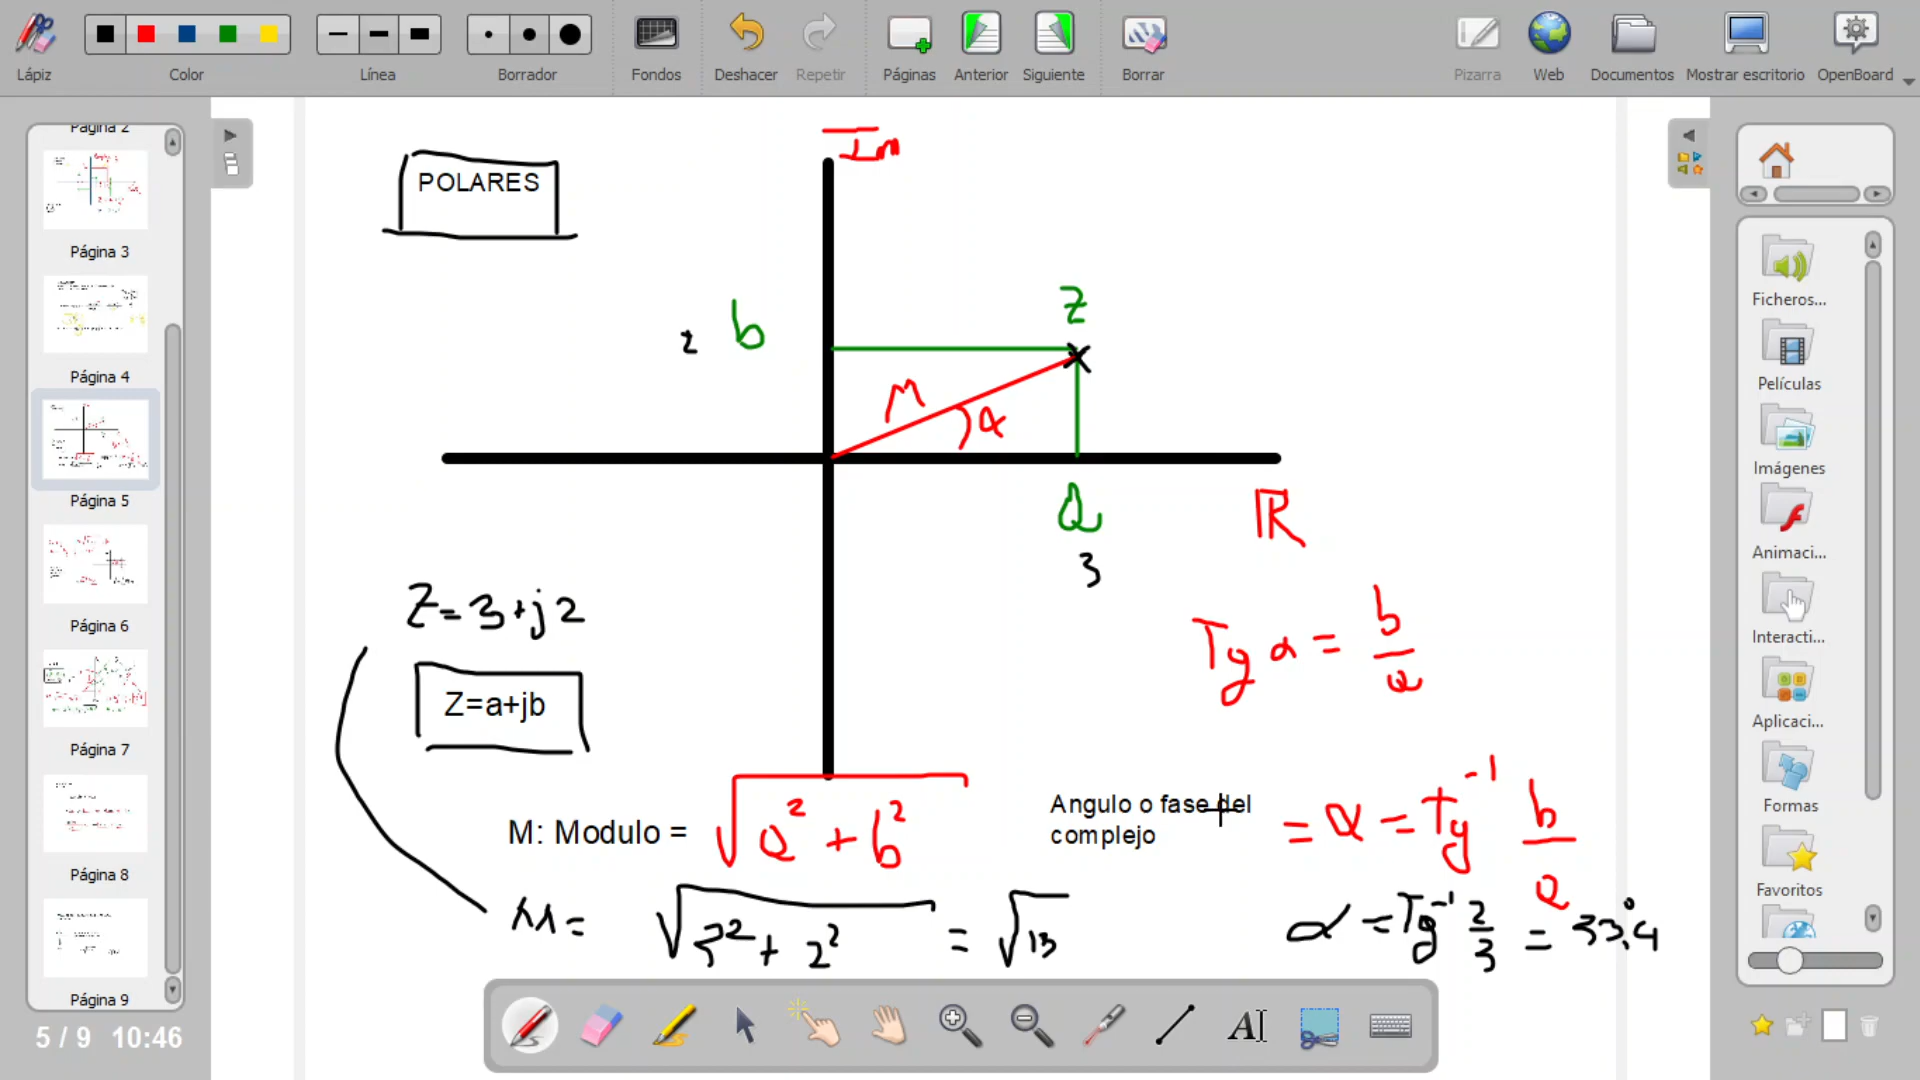 Lápiz
Color
Línea
Borrador
Fondos
Deshacer
Repetir
Páginas
Anterior
Siguiente
Borrar
Pizarra
Web
Documentos
Mostrar escritorio
OpenBoard
Página 2
Página 3
Página 4
Página 5
Página 6
Página 7
Página 8
Página 9
5 / 9 10:46
POLARES
Im
2 b
Z
M
α
a
3
R
Z=3+j2
Z=a+jb
Tg α = b/a
M: Modulo = √a²+b²
Angulo o fase del
complejo
= α = Tg⁻¹ b/a
M= √3²+2² = √13
α = Tg⁻¹ 2/3 = 33.4°
Ficheros...
Películas
Imágenes
Animaci...
Interacti...
Aplicaci...
Formas
Favoritos